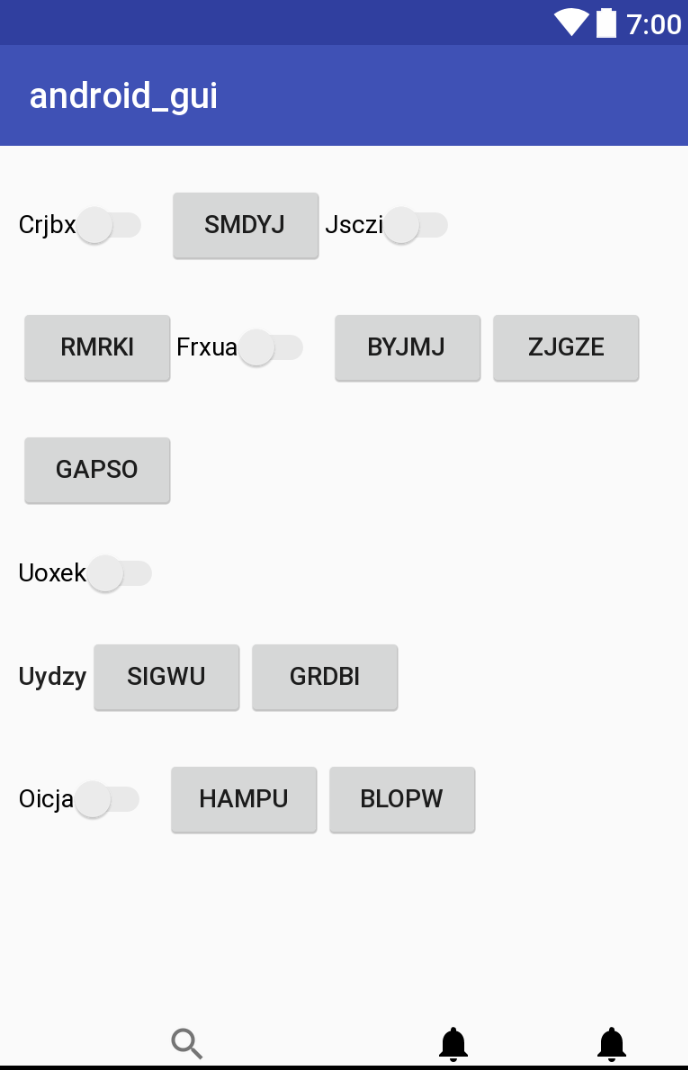 7:00
android_gui
Crjbx SMDYJ Jsczi
RMRKI Frxua BYJMJ ZJGZE
GAPSO
Uoxek
Uydzy SIGWU GRDBI
Oicja HAMPU BLOPW